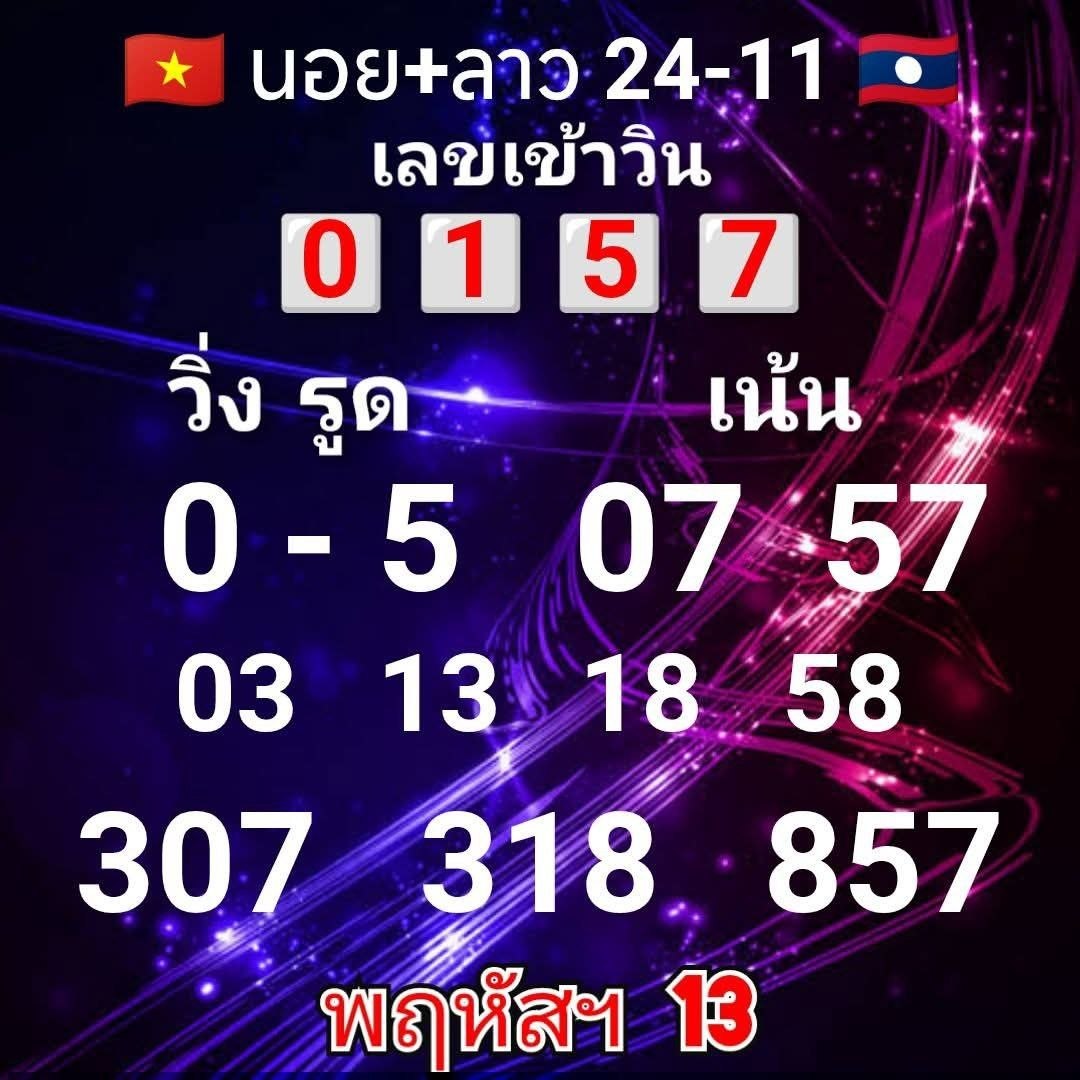 นอย+ลาว 24-11
เลขเข้าวิน
0 1 5 7
วิ่ง รูด เน้น
0 - 5 07 57
03 13 18 58
307 318 857
พฤหัสฯ 13